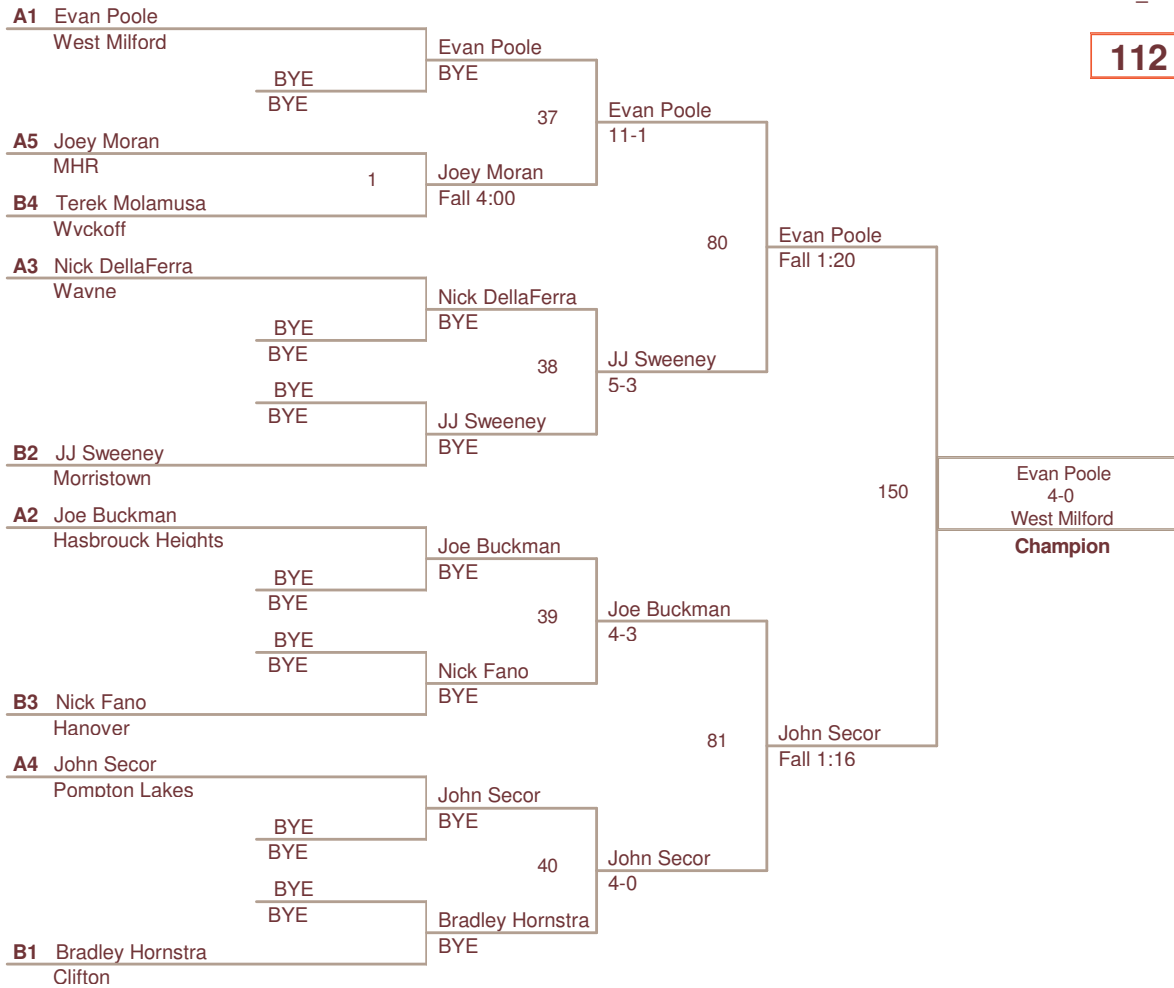 A1 Evan Poole
West Milford
Evan Poole
BYE
BYE
BYE
112
37
Evan Poole
11-1
A5 Joey Moran
MHR
1
Joey Moran
Fall 4:00
B4 Terek Molamusa
Wyckoff
80
Evan Poole
Fall 1:20
A3 Nick DellaFerra
Wayne
Nick DellaFerra
BYE
BYE
BYE
38
JJ Sweeney
5-3
BYE
BYE
JJ Sweeney
BYE
B2 JJ Sweeney
Morristown
150
Evan Poole
4-0
West Milford
Champion
A2 Joe Buckman
Hasbrouck Heights
Joe Buckman
BYE
BYE
BYE
39
Joe Buckman
4-3
BYE
BYE
Nick Fano
BYE
B3 Nick Fano
Hanover
81
John Secor
Fall 1:16
A4 John Secor
Pompton Lakes
John Secor
BYE
BYE
BYE
40
John Secor
4-0
BYE
BYE
Bradley Hornstra
BYE
B1 Bradley Hornstra
Clifton